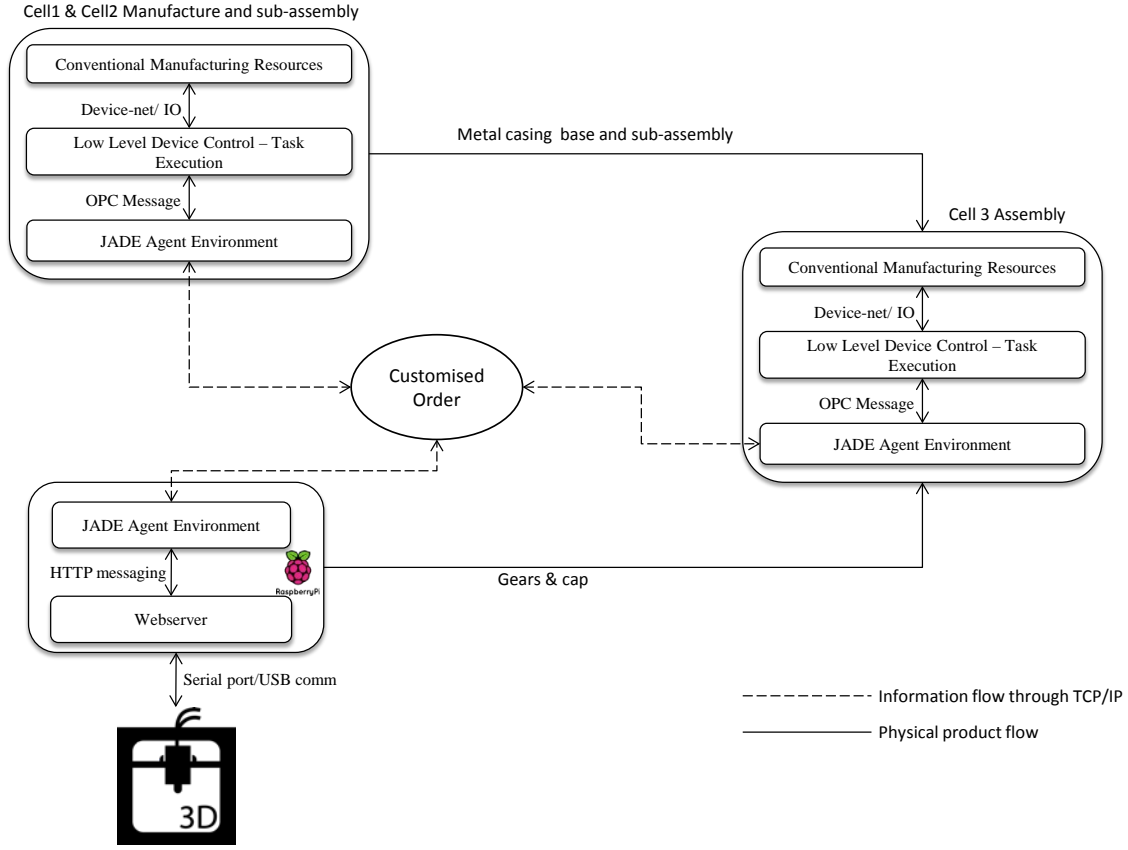 Cell1 & Cell2 Manufacture and sub-assembly
Conventional Manufacturing Resources
Device-net/ IO
Low Level Device Control – Task
Execution
OPC Message
JADE Agent Environment
Metal casing base and sub-assembly
Cell 3 Assembly
Conventional Manufacturing Resources
Device-net/ IO
Low Level Device Control – Task
Execution
OPC Message
JADE Agent Environment
Customised
Order
JADE Agent Environment
HTTP messaging
RaspberryPi
Webserver
Gears & cap
Serial port/USB comm
3D
Information flow through TCP/IP
Physical product flow